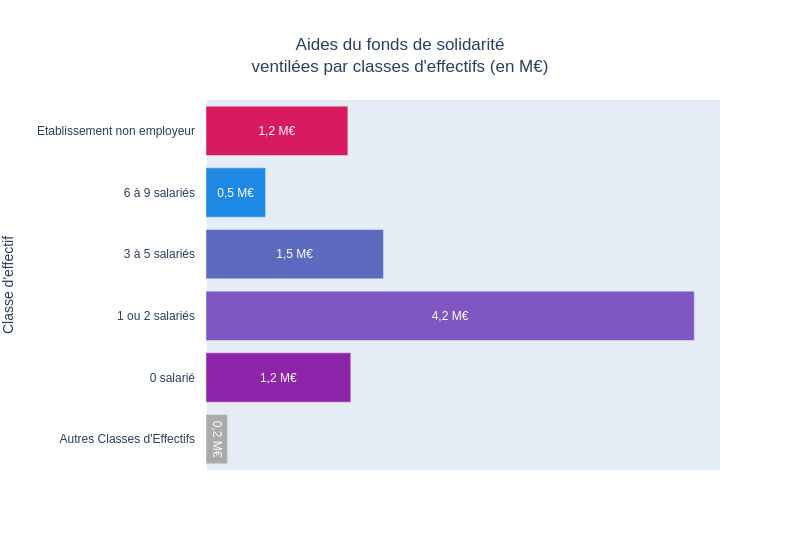 Aides du fonds de solidarité
ventilées par classes d'effectifs (en M€)
Classe d'effectif
Etablissement non employeur
1,2 M€
6 à 9 salariés
0,5 M€
3 à 5 salariés
1,5 M€
1 ou 2 salariés
4,2 M€
0 salarié
1,2 M€
Autres Classes d'Effectifs
0,2 M€